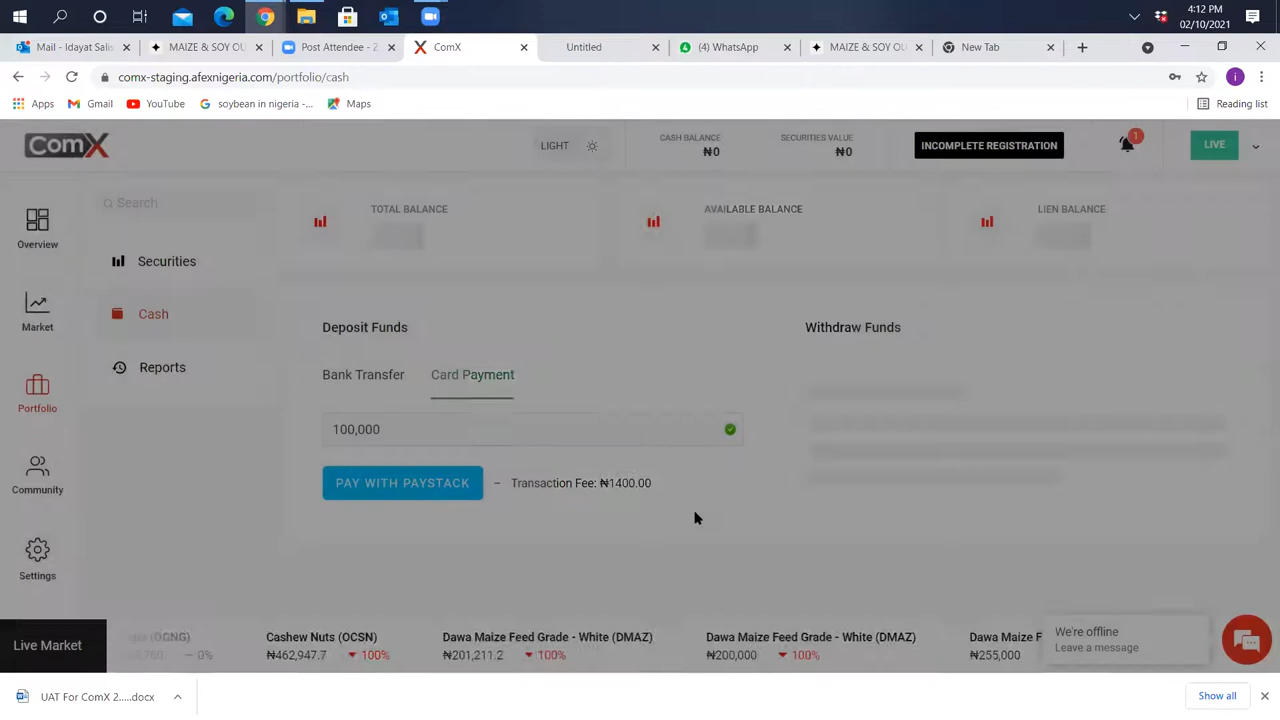 4:12 PM
02/10/2021
Mail - Idayat Salis
MAIZE & SOY OU
Post Attendee - Z
ComX
Untitled
(4) WhatsApp
MAIZE & SOY OU
New Tab
comx-staging.afexnigeria.com/portfolio/cash
i
Apps
Gmail
YouTube
soybean in nigeria -...
Maps
Reading list
ComX
LIGHT
CASH BALANCE
₦0
SECURITIES VALUE
₦0
INCOMPLETE REGISTRATION
1
LIVE
Search
TOTAL BALANCE
AVAILABLE BALANCE
LIEN BALANCE
Overview
Securities
Market
Cash
Deposit Funds
Withdraw Funds
Reports
Bank Transfer
Card Payment
Portfolio
100,000
Community
PAY WITH PAYSTACK
– Transaction Fee: ₦1400.00
Settings
Live Market
(OCNG)
– 0%
Cashew Nuts (OCSN)
₦462,947.7 100%
Dawa Maize Feed Grade - White (DMAZ)
₦201,211.2 100%
Dawa Maize Feed Grade - White (DMAZ)
₦200,000 100%
Dawa Maize F
₦255,000
We're offline
Leave a message
UAT For ComX 2.....docx
Show all